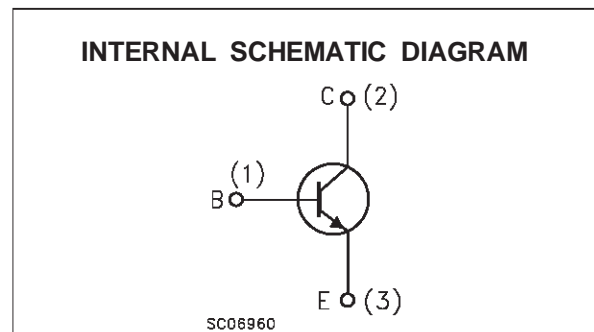 INTERNAL SCHEMATIC DIAGRAM
C (2)
(1)
B
E (3)
SC06960